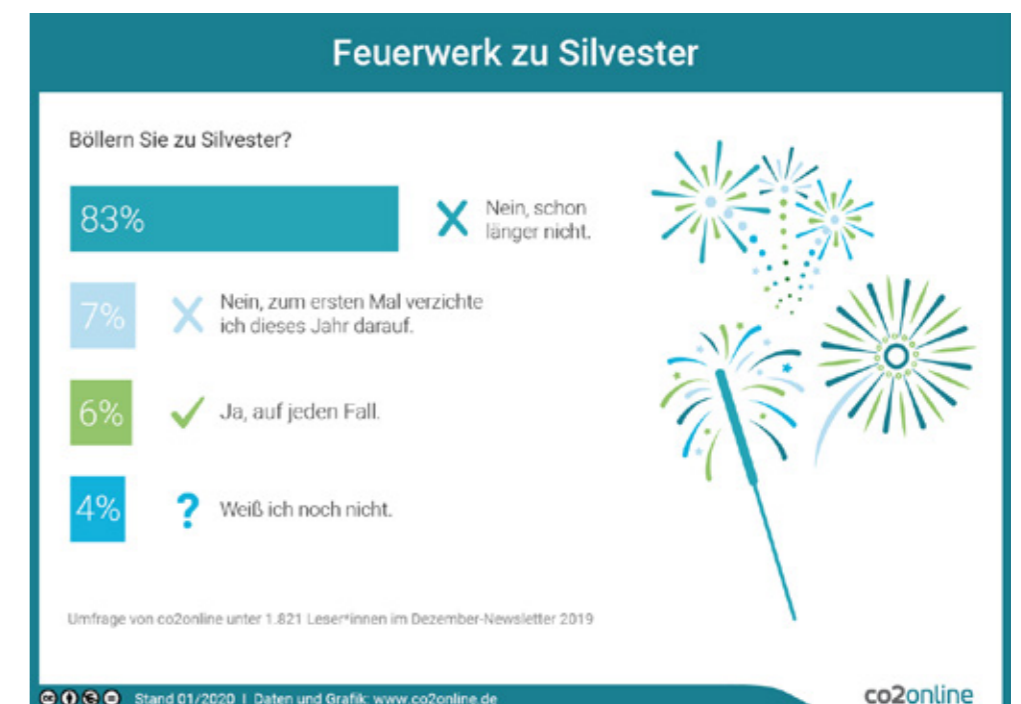 Feuerwerk zu Silvester
Böllern Sie zu Silvester?
83%
Nein, schon
länger nicht.
7%
Nein, zum ersten Mal verzichte
ich dieses Jahr darauf.
6%
Ja, auf jeden Fall.
4%
?
Weiß ich noch nicht.
Umfrage von co2online unter 1.821 Leser*innen im Dezember-Newsletter 2019
Stand 01/2020 | Daten und Grafik: www.co2online.de
co2online